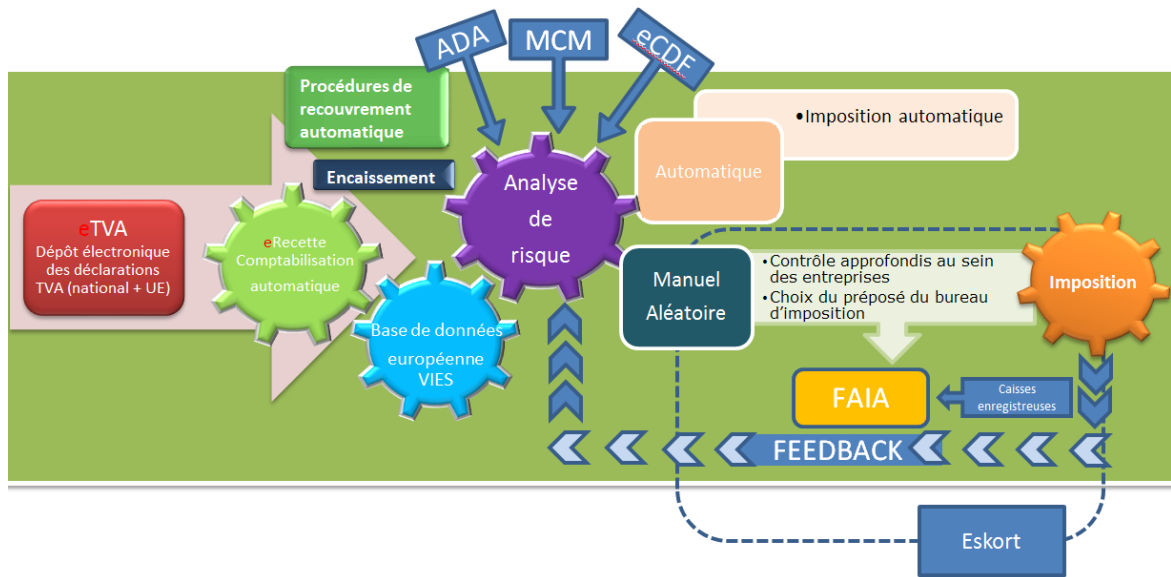 ADA
MCM
eCDF
Procédures de
recouvrement
automatique
Encaissement
eTVA
Dépôt électronique
des déclarations
TVA (national + UE)
eRecette
Comptabilisation
automatique
Base de données
européenne
VIES
Analyse
de
risque
Automatique
•Imposition automatique
Manuel
Aléatoire
•Contrôle approfondis au sein
des entreprises
•Choix du préposé du bureau
d’imposition
Imposition
FAIA
Caisses
enregistreuses
FEEDBACK
Eskort